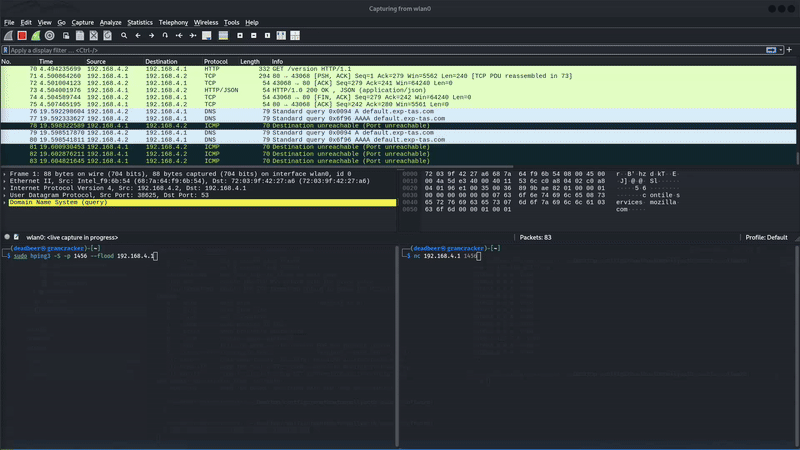 Capturing from wlan0
File Edit View Go Capture Analyze Statistics Telephony Wireless Tools Help
Apply a display filter ... <Ctrl-/>
No. Time Source Destination Protocol Length Info
70 4.494235699 192.168.4.2 192.168.4.1 HTTP 332 GET /version HTTP/1.1
71 4.500864260 192.168.4.1 192.168.4.2 TCP 294 80 → 43068 [PSH, ACK] Seq=1 Ack=279 Win=5562 Len=240 [TCP PDU reassembled in 73]
72 4.501004123 192.168.4.2 192.168.4.1 TCP 54 43068 → 80 [ACK] Seq=279 Ack=241 Win=64240 Len=0
73 4.504001976 192.168.4.1 192.168.4.2 HTTP/JSON 54 HTTP/1.0 200 OK , JSON (application/json)
74 4.504589744 192.168.4.2 192.168.4.1 TCP 54 43068 → 80 [FIN, ACK] Seq=279 Ack=242 Win=64240 Len=0
75 4.507465195 192.168.4.1 192.168.4.2 TCP 54 80 → 43068 [ACK] Seq=242 Ack=280 Win=5561 Len=0
76 19.592298604 192.168.4.2 192.168.4.1 DNS 79 Standard query 0x0094 A default.exp-tas.com
77 19.592333627 192.168.4.2 192.168.4.1 DNS 79 Standard query 0x6f96 AAAA default.exp-tas.com
78 19.598322589 192.168.4.1 192.168.4.2 ICMP 70 Destination unreachable (Port unreachable)
79 19.598517870 192.168.4.2 192.168.4.1 DNS 79 Standard query 0x0094 A default.exp-tas.com
80 19.598541811 192.168.4.2 192.168.4.1 DNS 79 Standard query 0x6f96 AAAA default.exp-tas.com
81 19.600930453 192.168.4.1 192.168.4.2 ICMP 70 Destination unreachable (Port unreachable)
82 19.602876211 192.168.4.1 192.168.4.2 ICMP 70 Destination unreachable (Port unreachable)
83 19.604821645 192.168.4.1 192.168.4.2 ICMP 70 Destination unreachable (Port unreachable)
Frame 1: 88 bytes on wire (704 bits), 88 bytes captured (704 bits) on interface wlan0, id 0
Ethernet II, Src: Intel_f9:6b:54 (68:7a:64:f9:6b:54), Dst: 72:03:9f:42:27:a6 (72:03:9f:42:27:a6)
Internet Protocol Version 4, Src: 192.168.4.2, Dst: 192.168.4.1
User Datagram Protocol, Src Port: 38625, Dst Port: 53
Domain Name System (query)
0000 72 03 9f 42 27 a6 68 7a 64 f9 6b 54 08 00 45 00
0010 00 4a 5d e3 40 00 40 11 53 6c c0 a8 04 02 c0 a8
0020 04 01 96 e1 00 35 00 36 89 9b ae 82 01 00 00 01
0030 00 00 00 00 00 00 07 63 6f 6e 74 69 6c 65 08 73
0040 65 72 76 69 63 65 73 07 6d 6f 7a 69 6c 6c 61 03
0050 63 6f 6d 00 00 01 00 01
wlan0: <live capture in progress>
Packets: 83
Profile: Default
(deadbeer㉿gramcracker)-[~]
$ sudo hping3 -S -p 1456 --flood 192.168.4.1
(deadbeer㉿gramcracker)-[~]
$ nc 192.168.4.1 1456